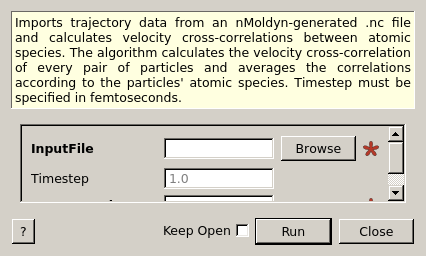 Imports trajectory data from an nMoldyn-generated .nc file
and calculates velocity cross-correlations between atomic
species. The algorithm calculates the velocity cross-correlation
of every pair of particles and averages the correlations
according to the particles' atomic species. Timestep must be
specified in femtoseconds.
InputFile Browse
Timestep 1.0
? Keep Open Run Close